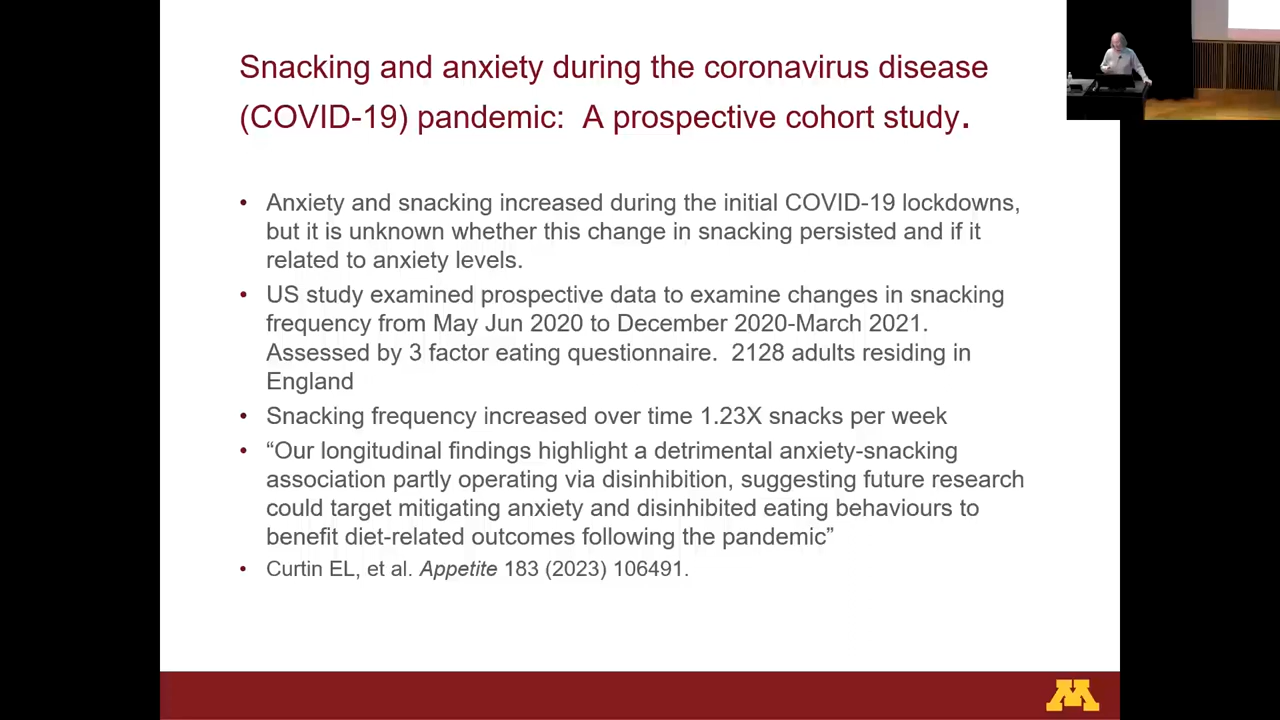 Snacking and anxiety during the coronavirus disease
(COVID-19) pandemic:  A prospective cohort study.
• Anxiety and snacking increased during the initial COVID-19 lockdowns,
but it is unknown whether this change in snacking persisted and if it
related to anxiety levels.
• US study examined prospective data to examine changes in snacking
frequency from May Jun 2020 to December 2020-March 2021.
Assessed by 3 factor eating questionnaire.  2128 adults residing in
England
• Snacking frequency increased over time 1.23X snacks per week
• “Our longitudinal findings highlight a detrimental anxiety-snacking
association partly operating via disinhibition, suggesting future research
could target mitigating anxiety and disinhibited eating behaviours to
benefit diet-related outcomes following the pandemic”
• Curtin EL, et al. Appetite 183 (2023) 106491.
M